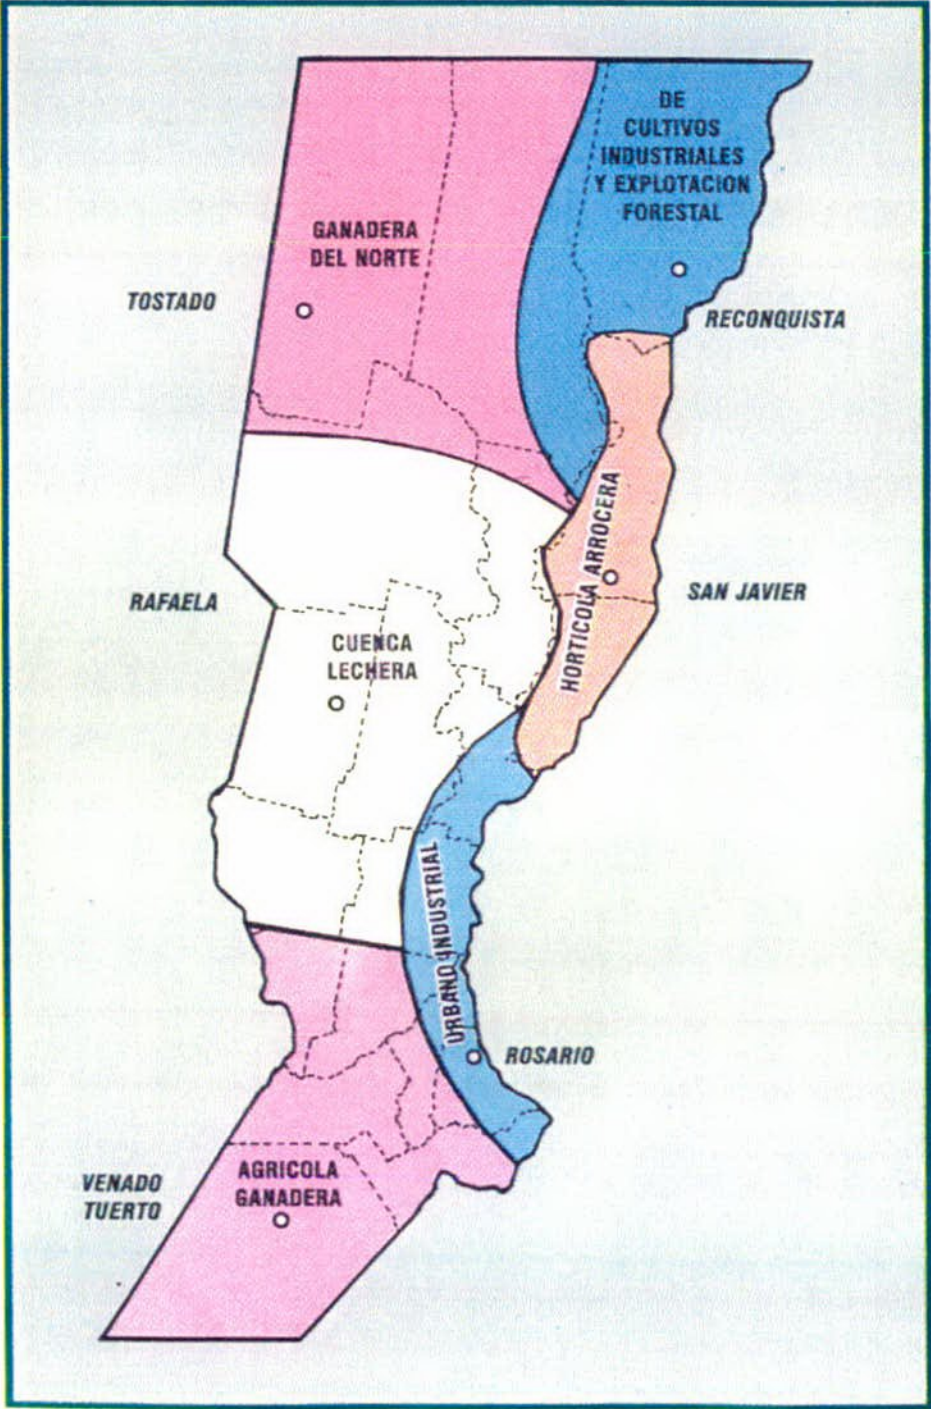 DE
CULTIVOS
INDUSTRIALES
Y EXPLOTACION
FORESTAL
GANADERA
DEL NORTE
TOSTADO
RECONQUISTA
HORTICOLA ARROCERA
RAFAELA
SAN JAVIER
CUENCA
LECHERA
URBANO INDUSTRIAL
ROSARIO
VENADO
TUERTO
AGRICOLA
GANADERA